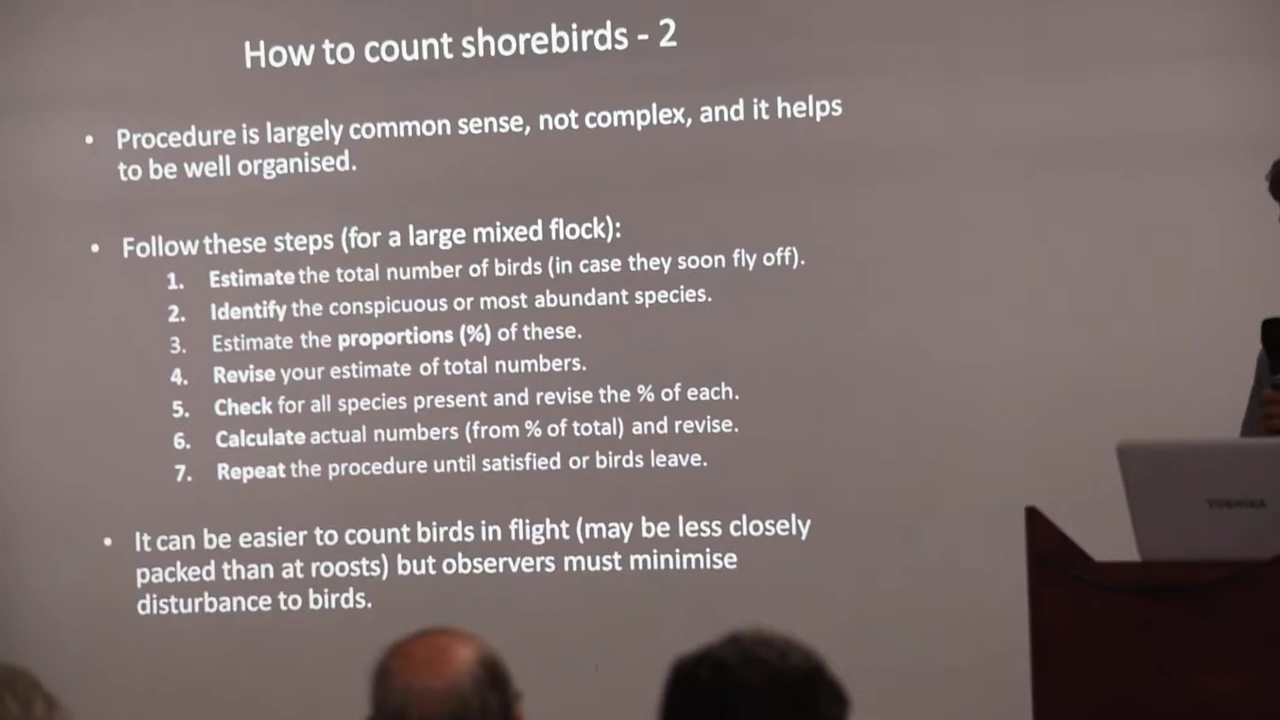 How to count shorebirds - 2
• Procedure is largely common sense, not complex, and it helps
to be well organised.
• Follow these steps (for a large mixed flock):
1. Estimate the total number of birds (in case they soon fly off).
2. Identify the conspicuous or most abundant species.
3. Estimate the proportions (%) of these.
4. Revise your estimate of total numbers.
5. Check for all species present and revise the % of each.
6. Calculate actual numbers (from % of total) and revise.
7. Repeat the procedure until satisfied or birds leave.
• It can be easier to count birds in flight (may be less closely
packed than at roosts) but observers must minimise
disturbance to birds.
TOSHIBA